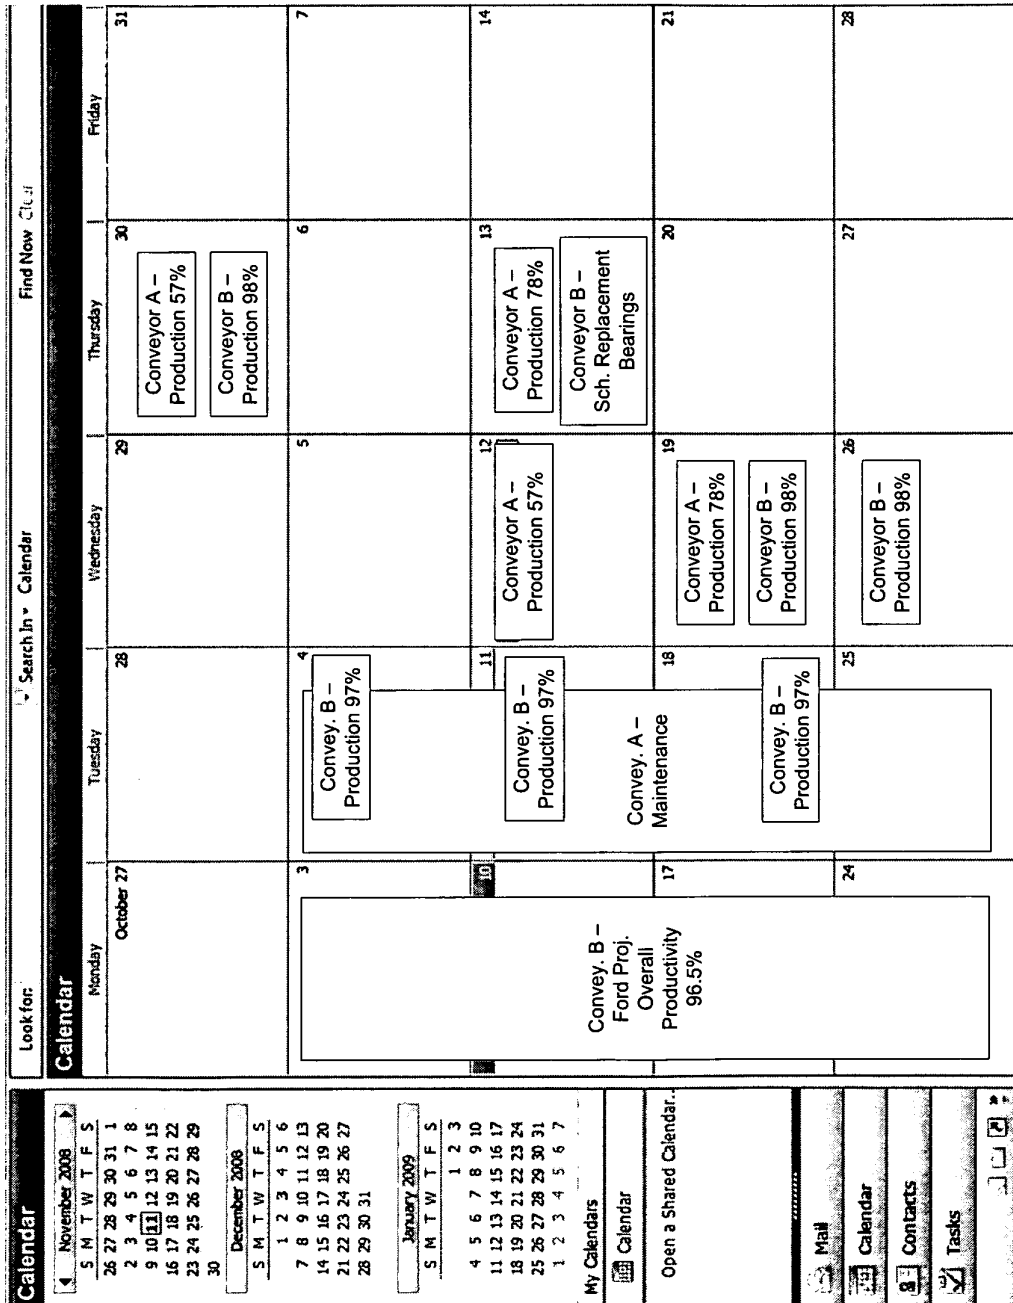 Calendar
November 2008
S M T W T F S
26 27 28 29 30 31 1
2 3 4 5 6 7 8
9 10 11 12 13 14 15
16 17 18 19 20 21 22
23 24 25 26 27 28 29
30
December 2008
S M T W T F S
1 2 3 4 5 6
7 8 9 10 11 12 13
14 15 16 17 18 19 20
21 22 23 24 25 26 27
28 29 30 31
January 2009
S M T W T F S
1 2 3
4 5 6 7 8 9 10
11 12 13 14 15 16 17
18 19 20 21 22 23 24
25 26 27 28 29 30 31
1 2 3 4 5 6 7
My Calendars
Calendar
Open a Shared Calendar...
Mail
Calendar
Contacts
Tasks
Look for: Search In Calendar Find Now Clear
Calendar
Monday Tuesday Wednesday Thursday Friday
October 27 28 29 30 31
Conveyor A –
Production 57%
Conveyor B –
Production 98%
3 4 5 6 7
Convey. B –
Production 97%
10 11 12 13 14
Convey. B –
Production 97%
Conveyor A –
Production 57%
Conveyor A –
Production 78%
Conveyor B –
Sch. Replacement
Bearings
Convey. B –
Ford Proj.
Overall
Productivity
96.5%
Convey. A –
Maintenance
17 18 19 20 21
Convey. B –
Production 97%
Conveyor A –
Production 78%
Conveyor B –
Production 98%
24 25 26 27 28
Conveyor B –
Production 98%